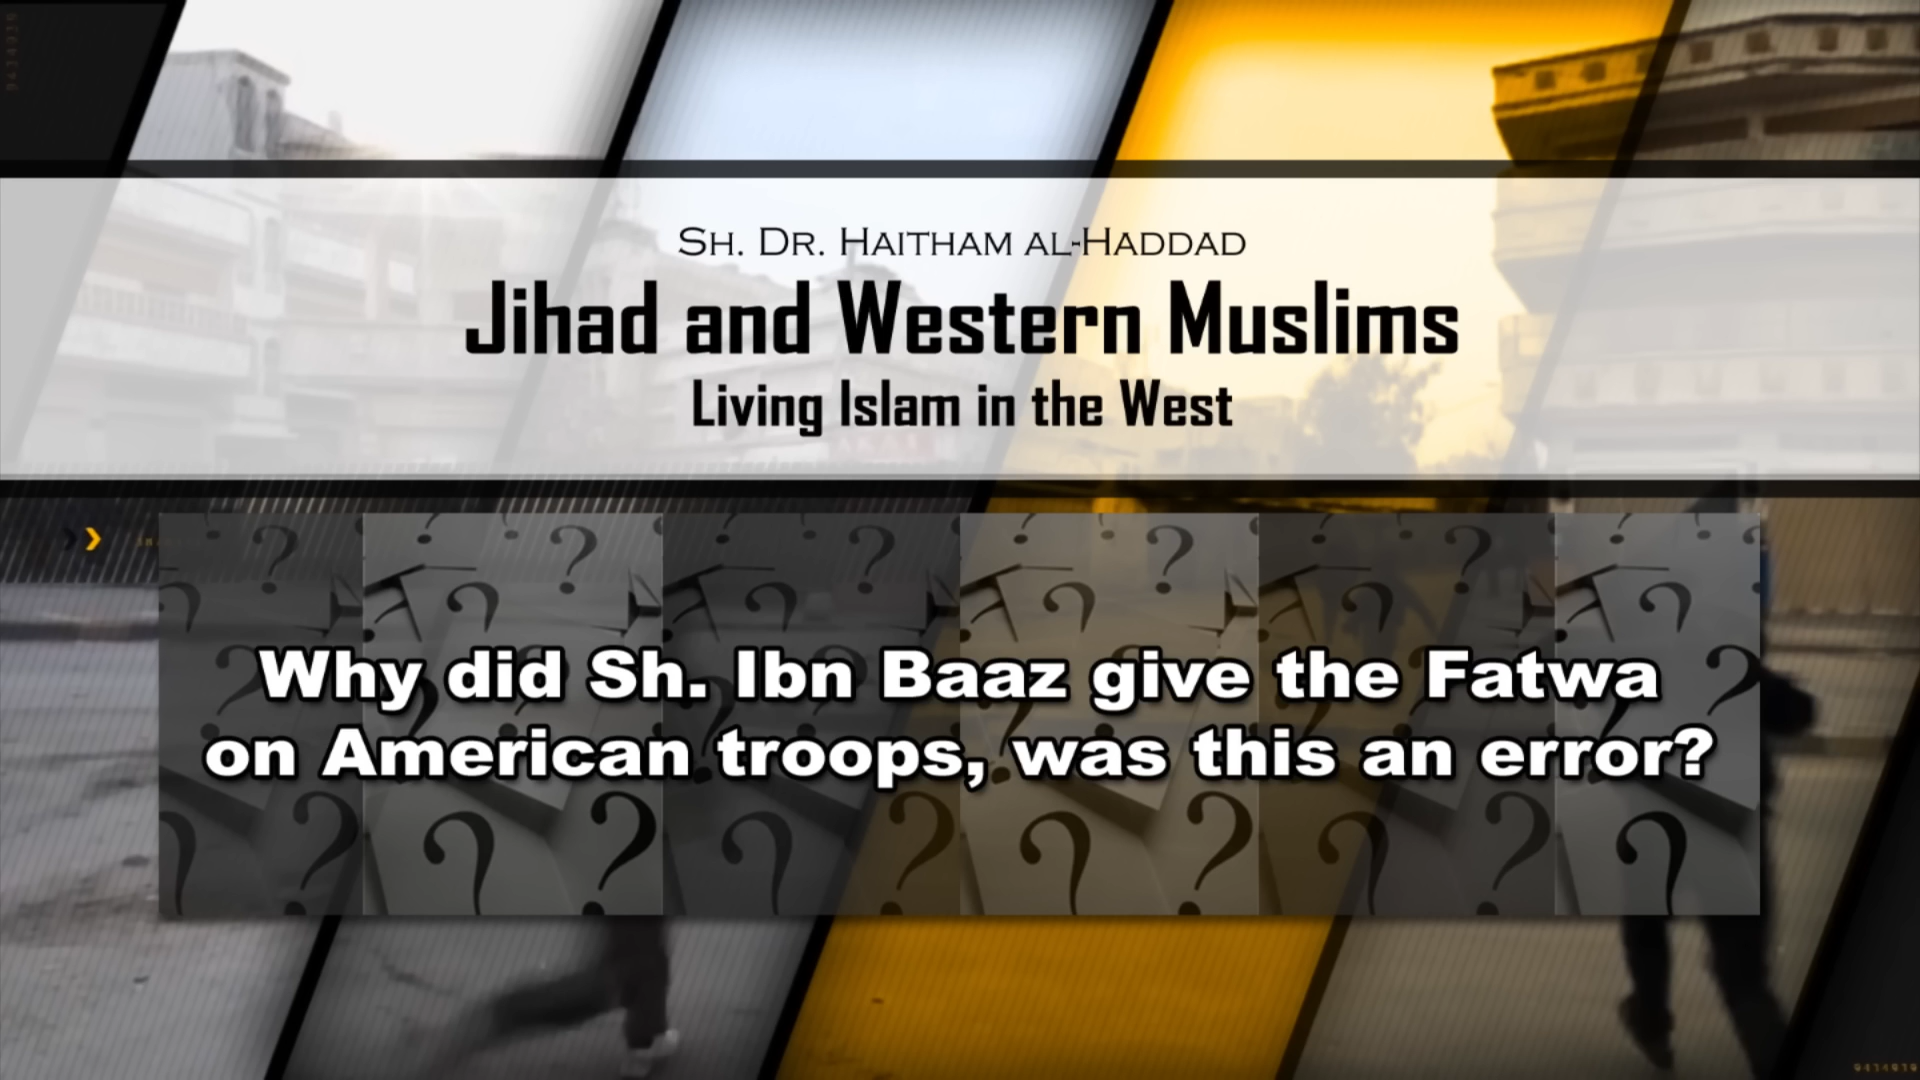 Sh. Dr. Haitham al-Haddad
Jihad and Western Muslims
Living Islam in the West
Why did Sh. Ibn Baaz give the Fatwa
on American troops, was this an error?